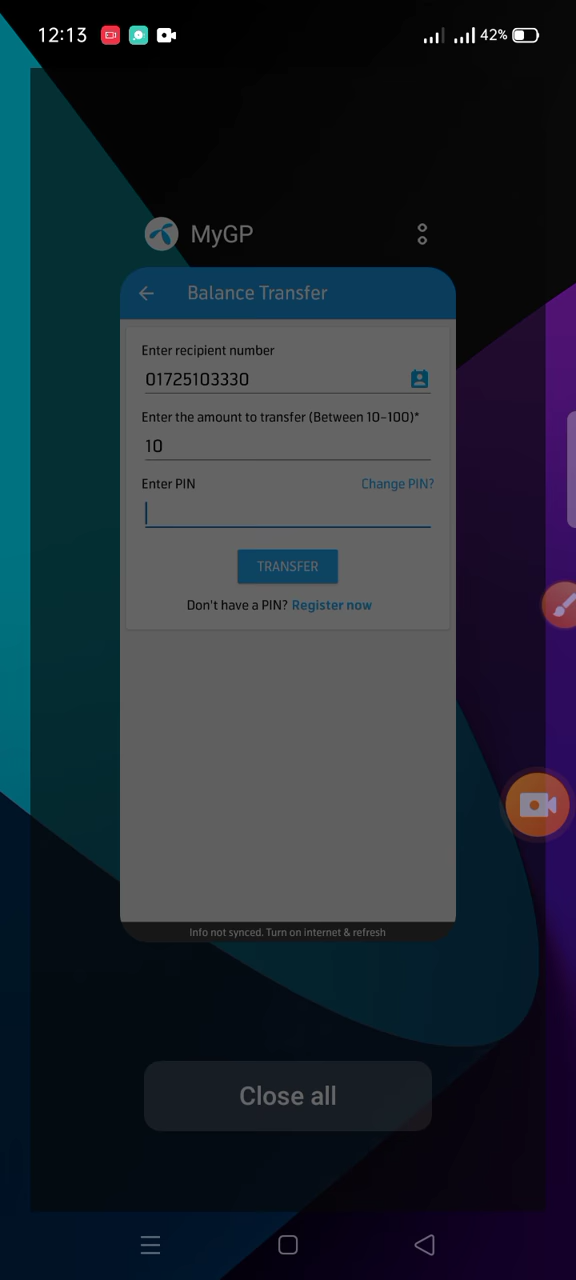 12:13
42%
MyGP
Balance Transfer
Enter recipient number
01725103330
Enter the amount to transfer (Between 10-100)*
10
Enter PIN Change PIN?
TRANSFER
Don't have a PIN? Register now
Info not synced. Turn on internet & refresh
Close all